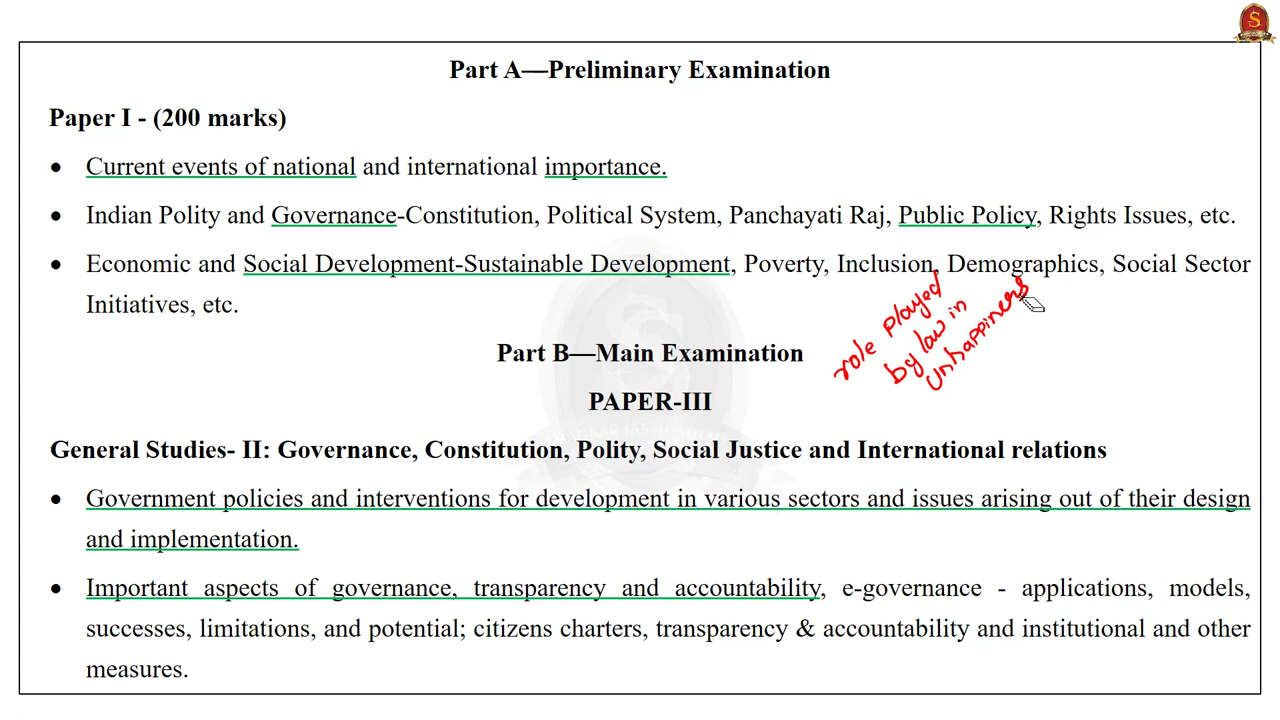 Part A—Preliminary Examination
Paper I - (200 marks)
● Current events of national and international importance.
● Indian Polity and Governance-Constitution, Political System, Panchayati Raj, Public Policy, Rights Issues, etc.
● Economic and Social Development-Sustainable Development, Poverty, Inclusion, Demographics, Social Sector
Initiatives, etc.
role played
by law in
Unhappiness
Part B—Main Examination
PAPER-III
General Studies- II: Governance, Constitution, Polity, Social Justice and International relations
● Government policies and interventions for development in various sectors and issues arising out of their design
and implementation.
● Important aspects of governance, transparency and accountability, e-governance - applications, models,
successes, limitations, and potential; citizens charters, transparency & accountability and institutional and other
measures.